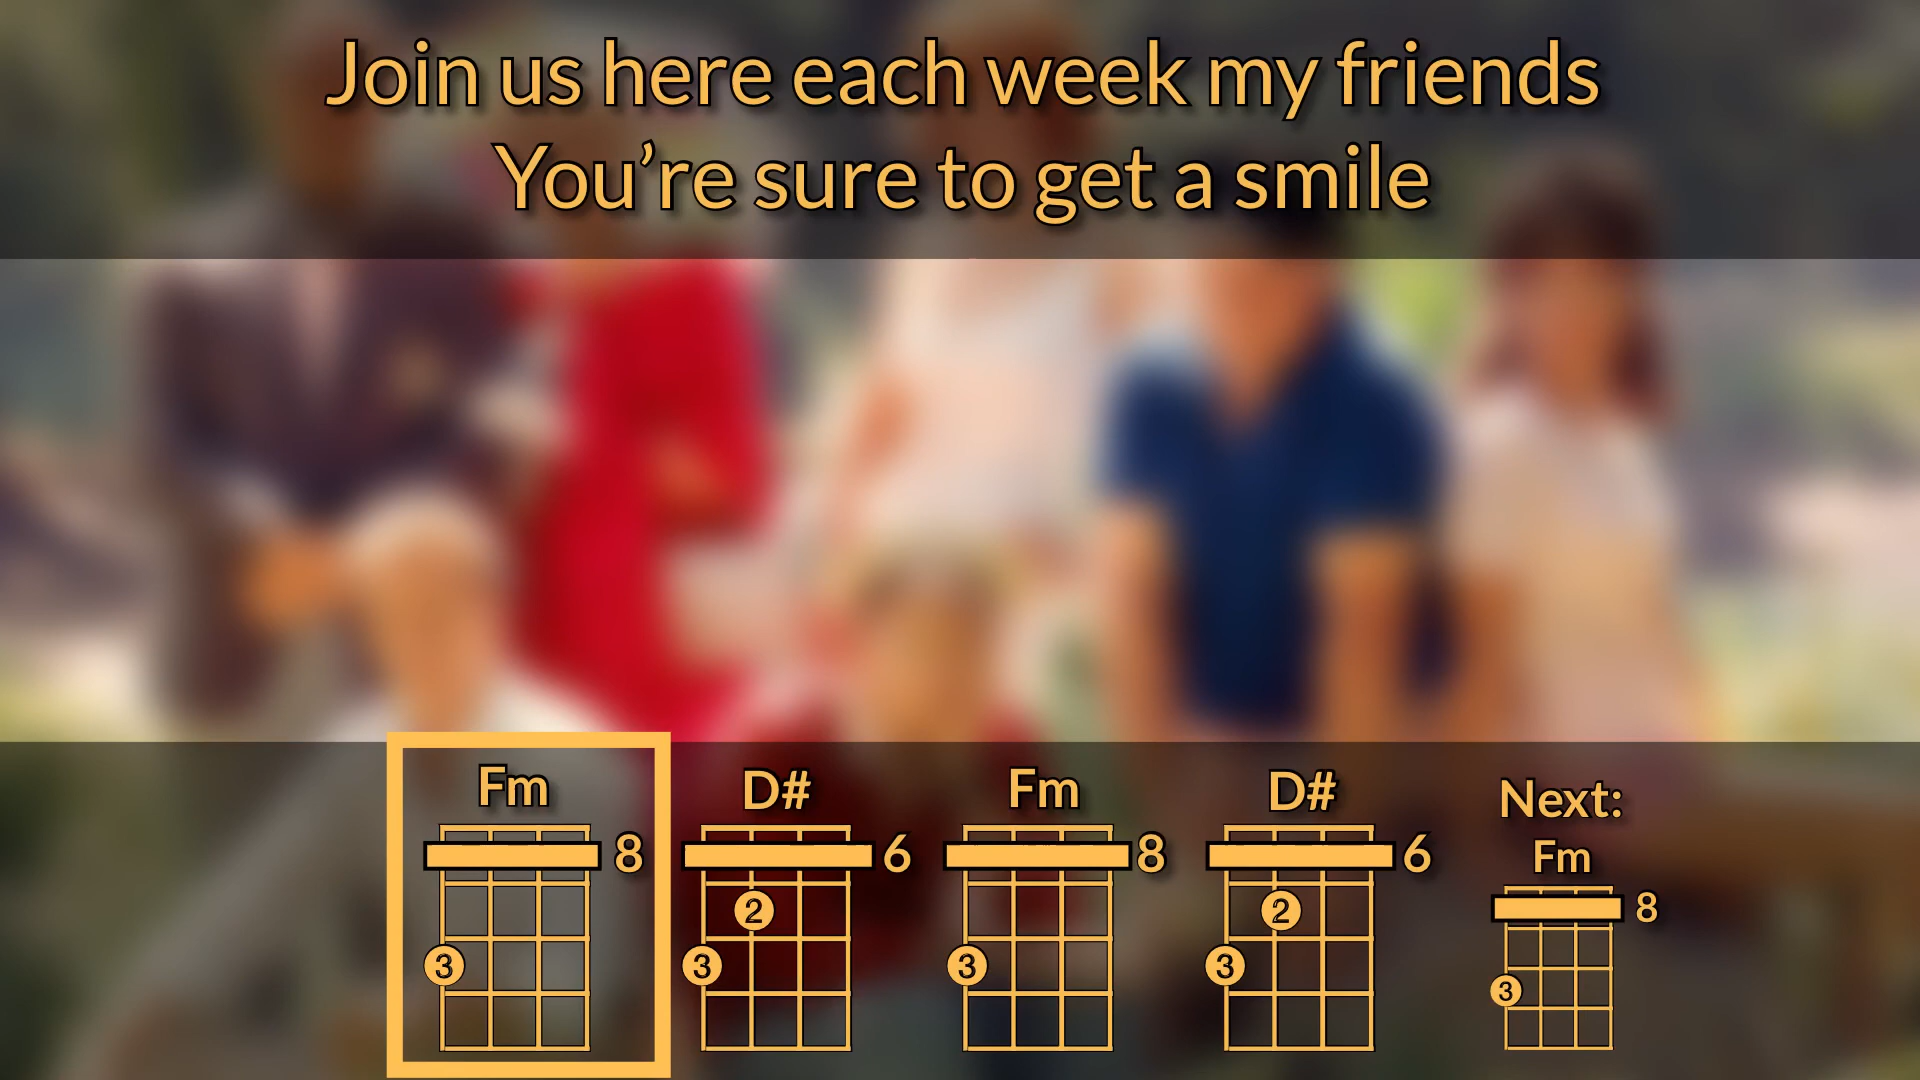 Join us here each week my friends
You’re sure to get a smile
Fm D# Fm D# Next:
Fm
8 6 8 6
8
2 2
3 3 3 3
3